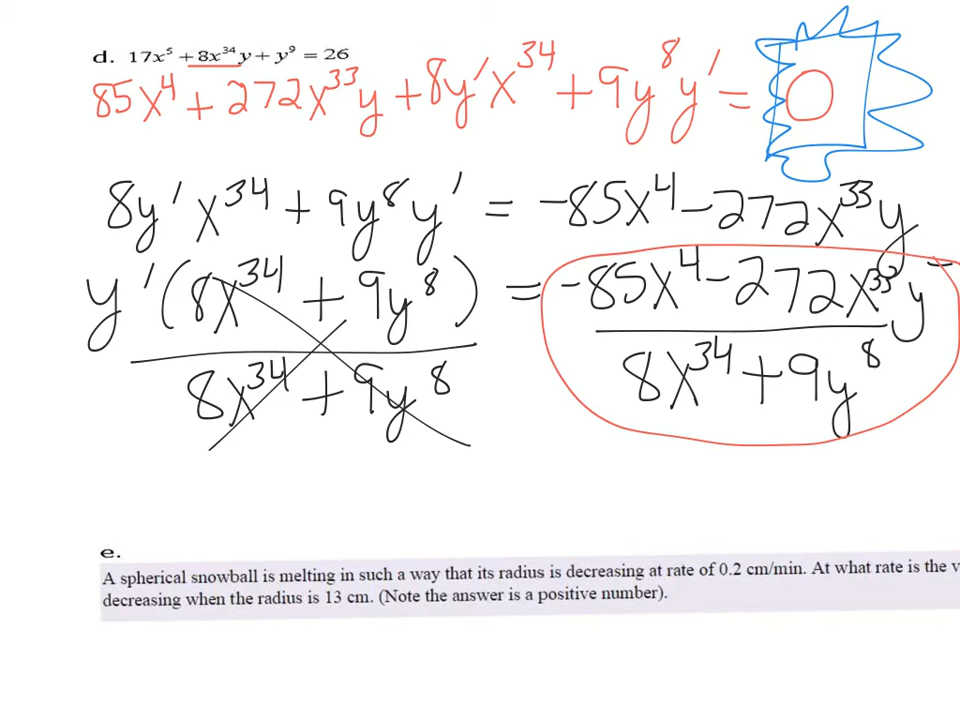 d. 17x⁵ + 8x³⁴y + y⁹ = 26
85x⁴ + 272x³³y + 8y'x³⁴ + 9y⁸y' = 0
8y'x³⁴ + 9y⁸y' = -85x⁴ - 272x³³y
y'(8x³⁴ + 9y⁸) = -85x⁴ - 272x³³y
8x³⁴ + 9y⁸ 8x³⁴ + 9y⁸
e.
A spherical snowball is melting in such a way that its radius is decreasing at rate of 0.2 cm/min. At what rate is the v
decreasing when the radius is 13 cm. (Note the answer is a positive number).